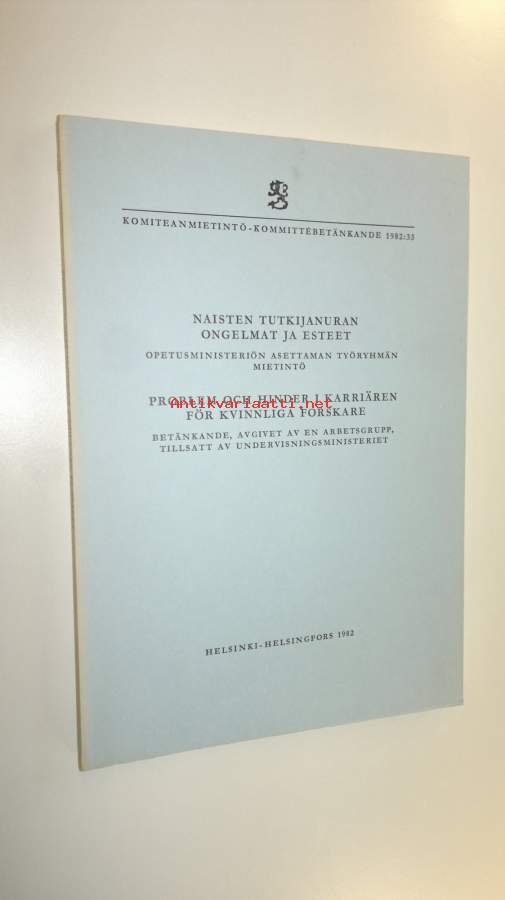 KOMITEANMIETINTÖ-KOMMITTÉBETÄNKANDE 1982:33
NAISTEN TUTKIJANURAN
ONGELMAT JA ESTEET
OPETUSMINISTERIÖN ASETTAMAN TYÖRYHMÄN
MIETINTÖ
PROBLEM OCH HINDER I KARRIÄREN
antikvariaatti.net
FÖR KVINNLIGA FORSKARE
BETÄNKANDE, AVGIVET AV EN ARBETSGRUPP,
TILLSATT AV UNDERVISNINGSMINISTERIET
HELSINKI-HELSINGFORS 1982